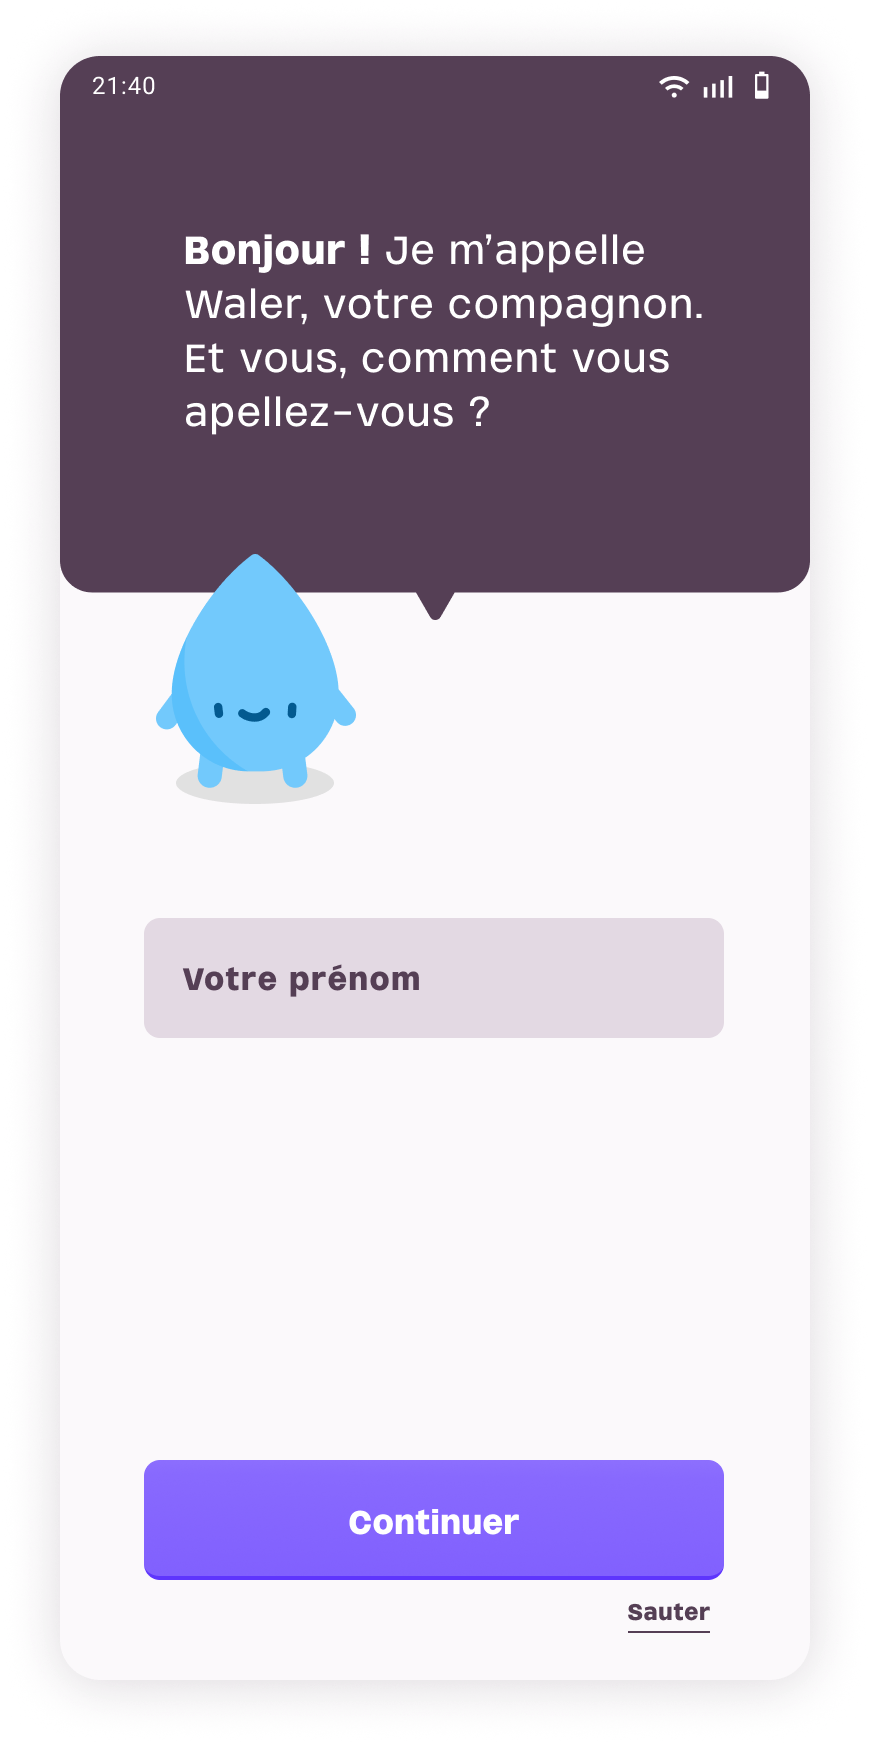 21:40
Bonjour ! Je m’appelle
Waler, votre compagnon.
Et vous, comment vous
apellez-vous ?
Votre prénom
Continuer
Sauter